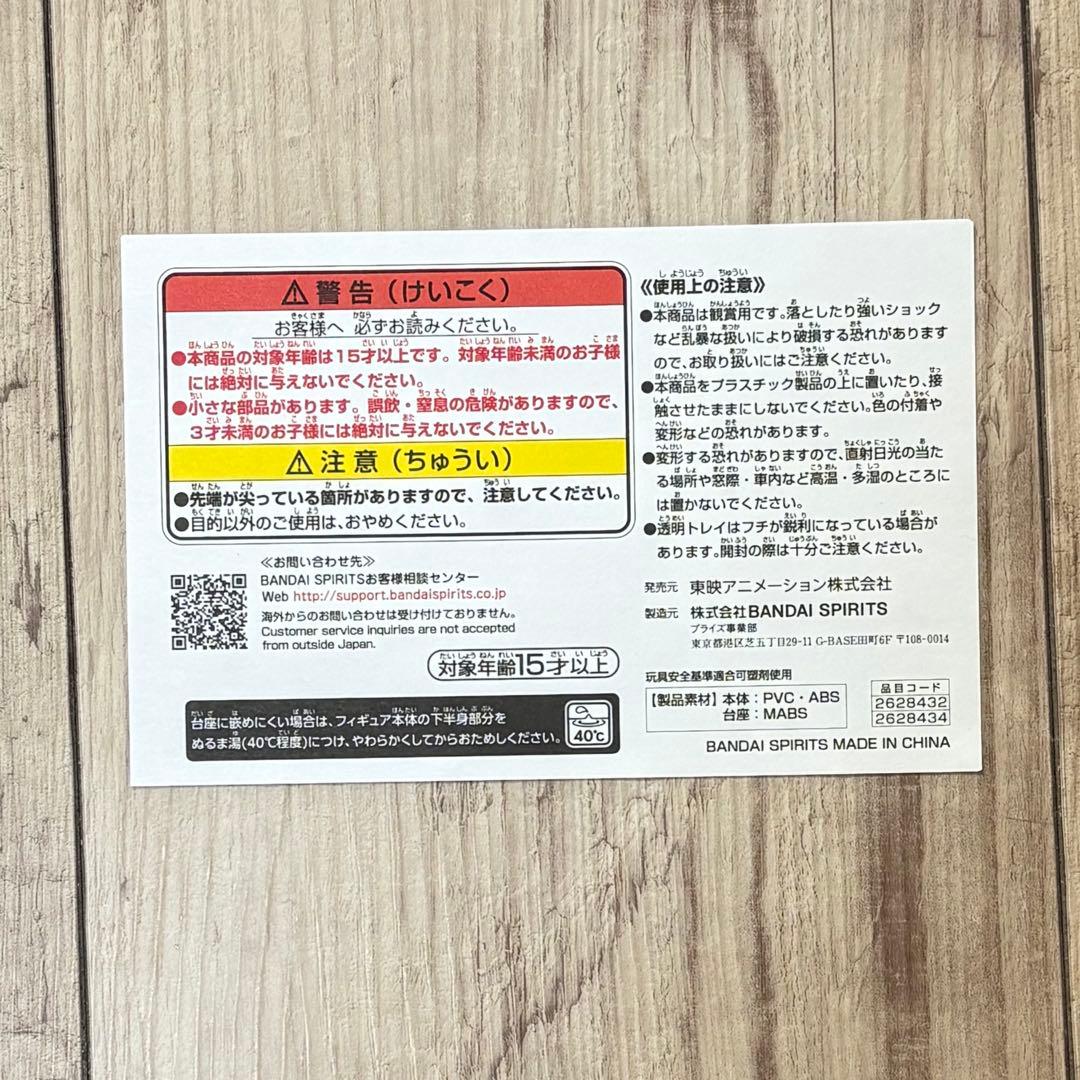 ⚠警告（けいこく）
お客様へ 必ずお読みください。
●本商品の対象年齢は15才以上です。対象年齢未満のお子様
には絶対に与えないでください。
●小さな部品があります。誤飲・窒息の危険がありますので、
3才未満のお子様には絶対に与えないでください。
⚠注意（ちゅうい）
●先端が尖っている箇所がありますので、注意してください。
●目的以外のご使用は、おやめください。
≪お問い合わせ先≫
BANDAI SPIRITSお客様相談センター
Web http://support.bandaispirits.co.jp
海外からのお問い合わせは受け付けておりません。
Customer service inquiries are not accepted
from outside Japan.
対象年齢15才以上
台座に嵌めにくい場合は、フィギュア本体の下半身部分を
ぬるま湯(40℃程度)につけ、やわらかくしてからおためしください。
40℃
≪使用上の注意≫
●本商品は観賞用です。落としたり強いショック
など乱暴な扱いにより破損する恐れがあります
ので、お取り扱いにはご注意ください。
●本商品をプラスチック製品の上に置いたり、接
触させたままにしないでください。色の付着や
変形などの恐れがあります。
●変形する恐れがありますので、直射日光の当た
る場所や窓際・車内など高温・多湿のところに
は置かないでください。
●透明トレイはフチが鋭利になっている場合が
あります。開封の際は十分ご注意ください。
発売元 東映アニメーション株式会社
製造元 株式会社BANDAI SPIRITS
プライズ事業部
東京都港区芝五丁目29-11 G-BASE田町6F 〒108-0014
玩具安全基準適合可塑剤使用
【製品素材】本体：PVC・ABS
台座：MABS
品目コード
2628432
2628434
BANDAI SPIRITS MADE IN CHINA